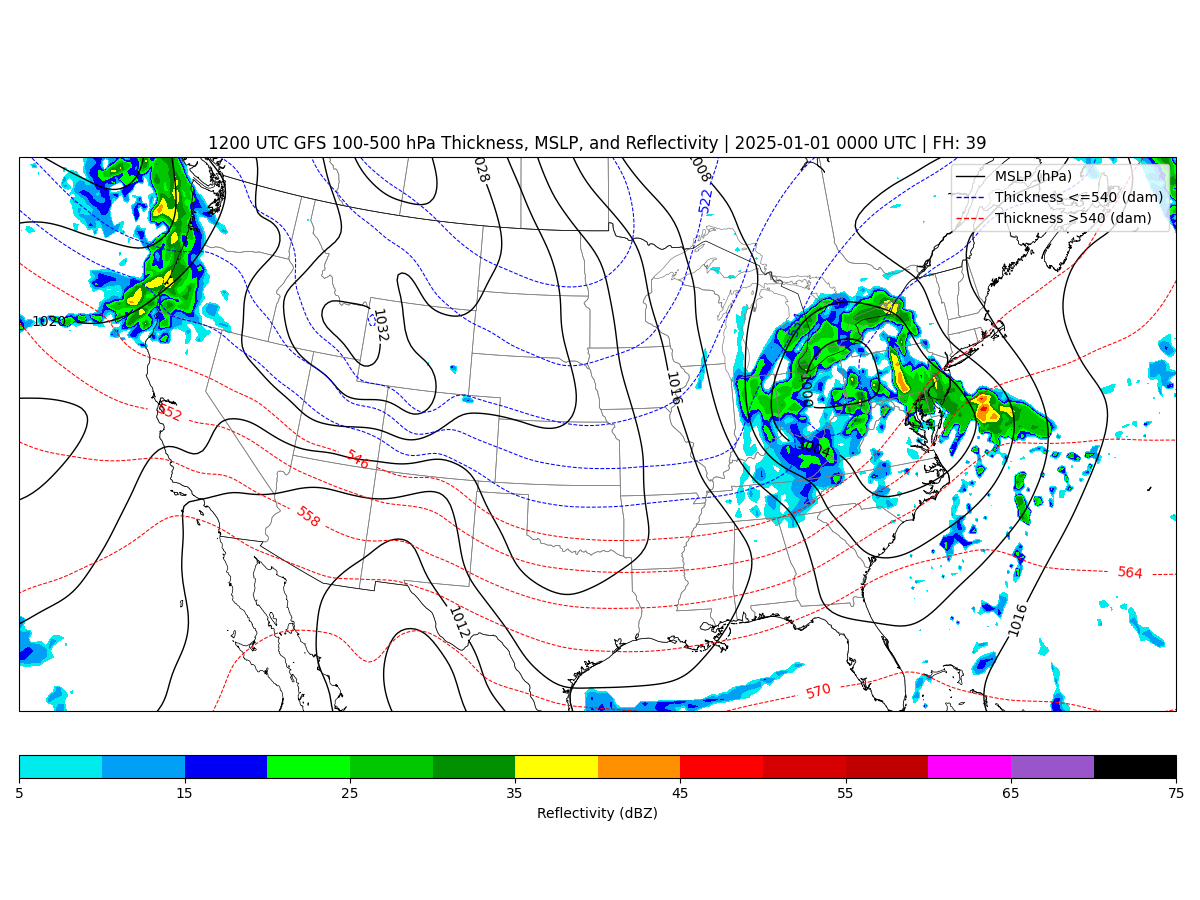 1200 UTC GFS 100-500 hPa Thickness, MSLP, and Reflectivity | 2025-01-01 0000 UTC | FH: 39
MSLP (hPa)
Thickness <=540 (dam)
Thickness >540 (dam)
1028
1008
522
1020
1032
1016
1000
552
546
558
564
1012
1016
570
5 15 25 35 45 55 65 75
Reflectivity (dBZ)